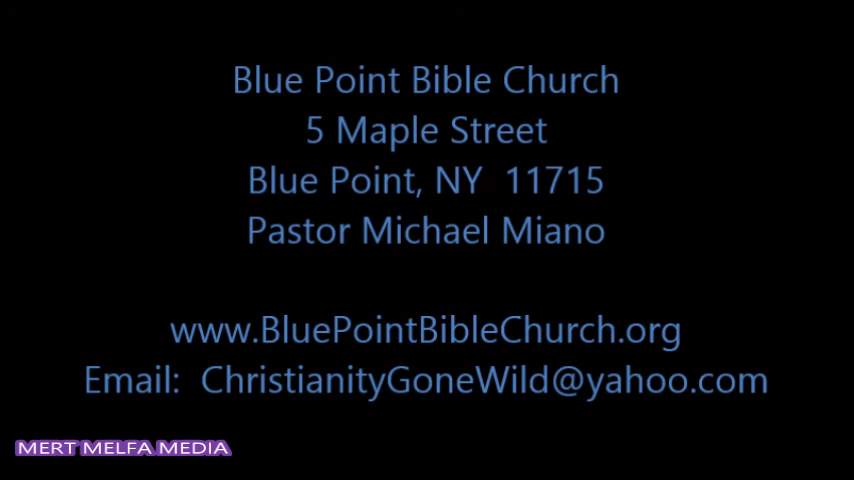 Blue Point Bible Church
5 Maple Street
Blue Point, NY  11715
Pastor Michael Miano
www.BluePointBibleChurch.org
Email:  ChristianityGoneWild@yahoo.com
MERT MELFA MEDIA